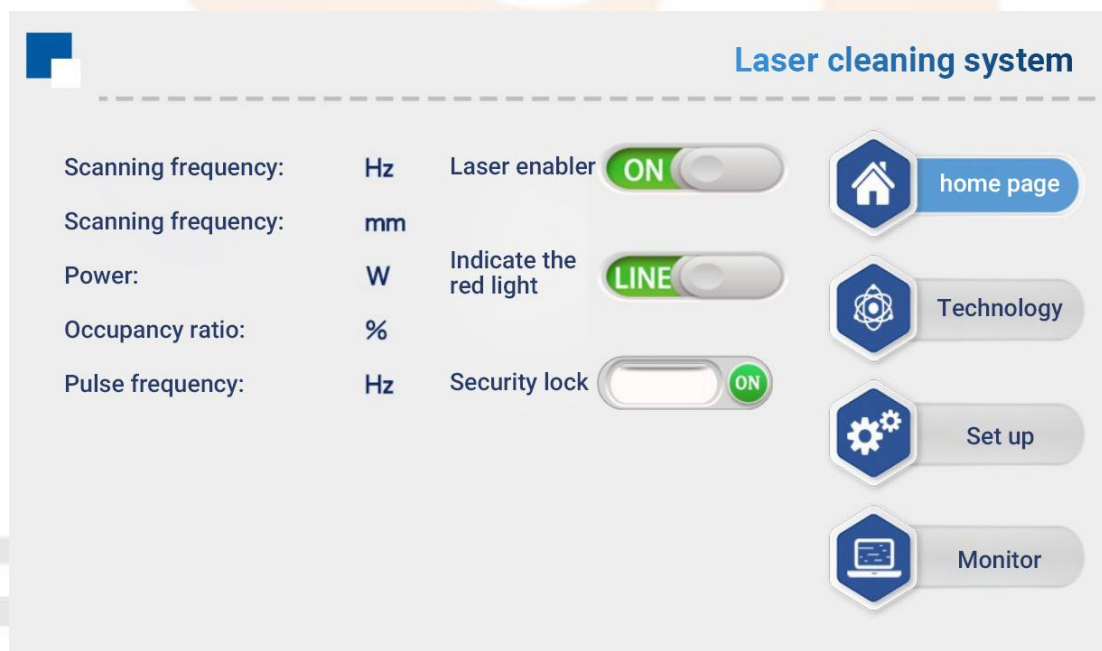 Laser cleaning system
Scanning frequency: Hz
Scanning frequency: mm
Power: W
Occupancy ratio: %
Pulse frequency: Hz
Laser enabler ON
Indicate the
red light
LINE
Security lock ON
home page
Technology
Set up
Monitor